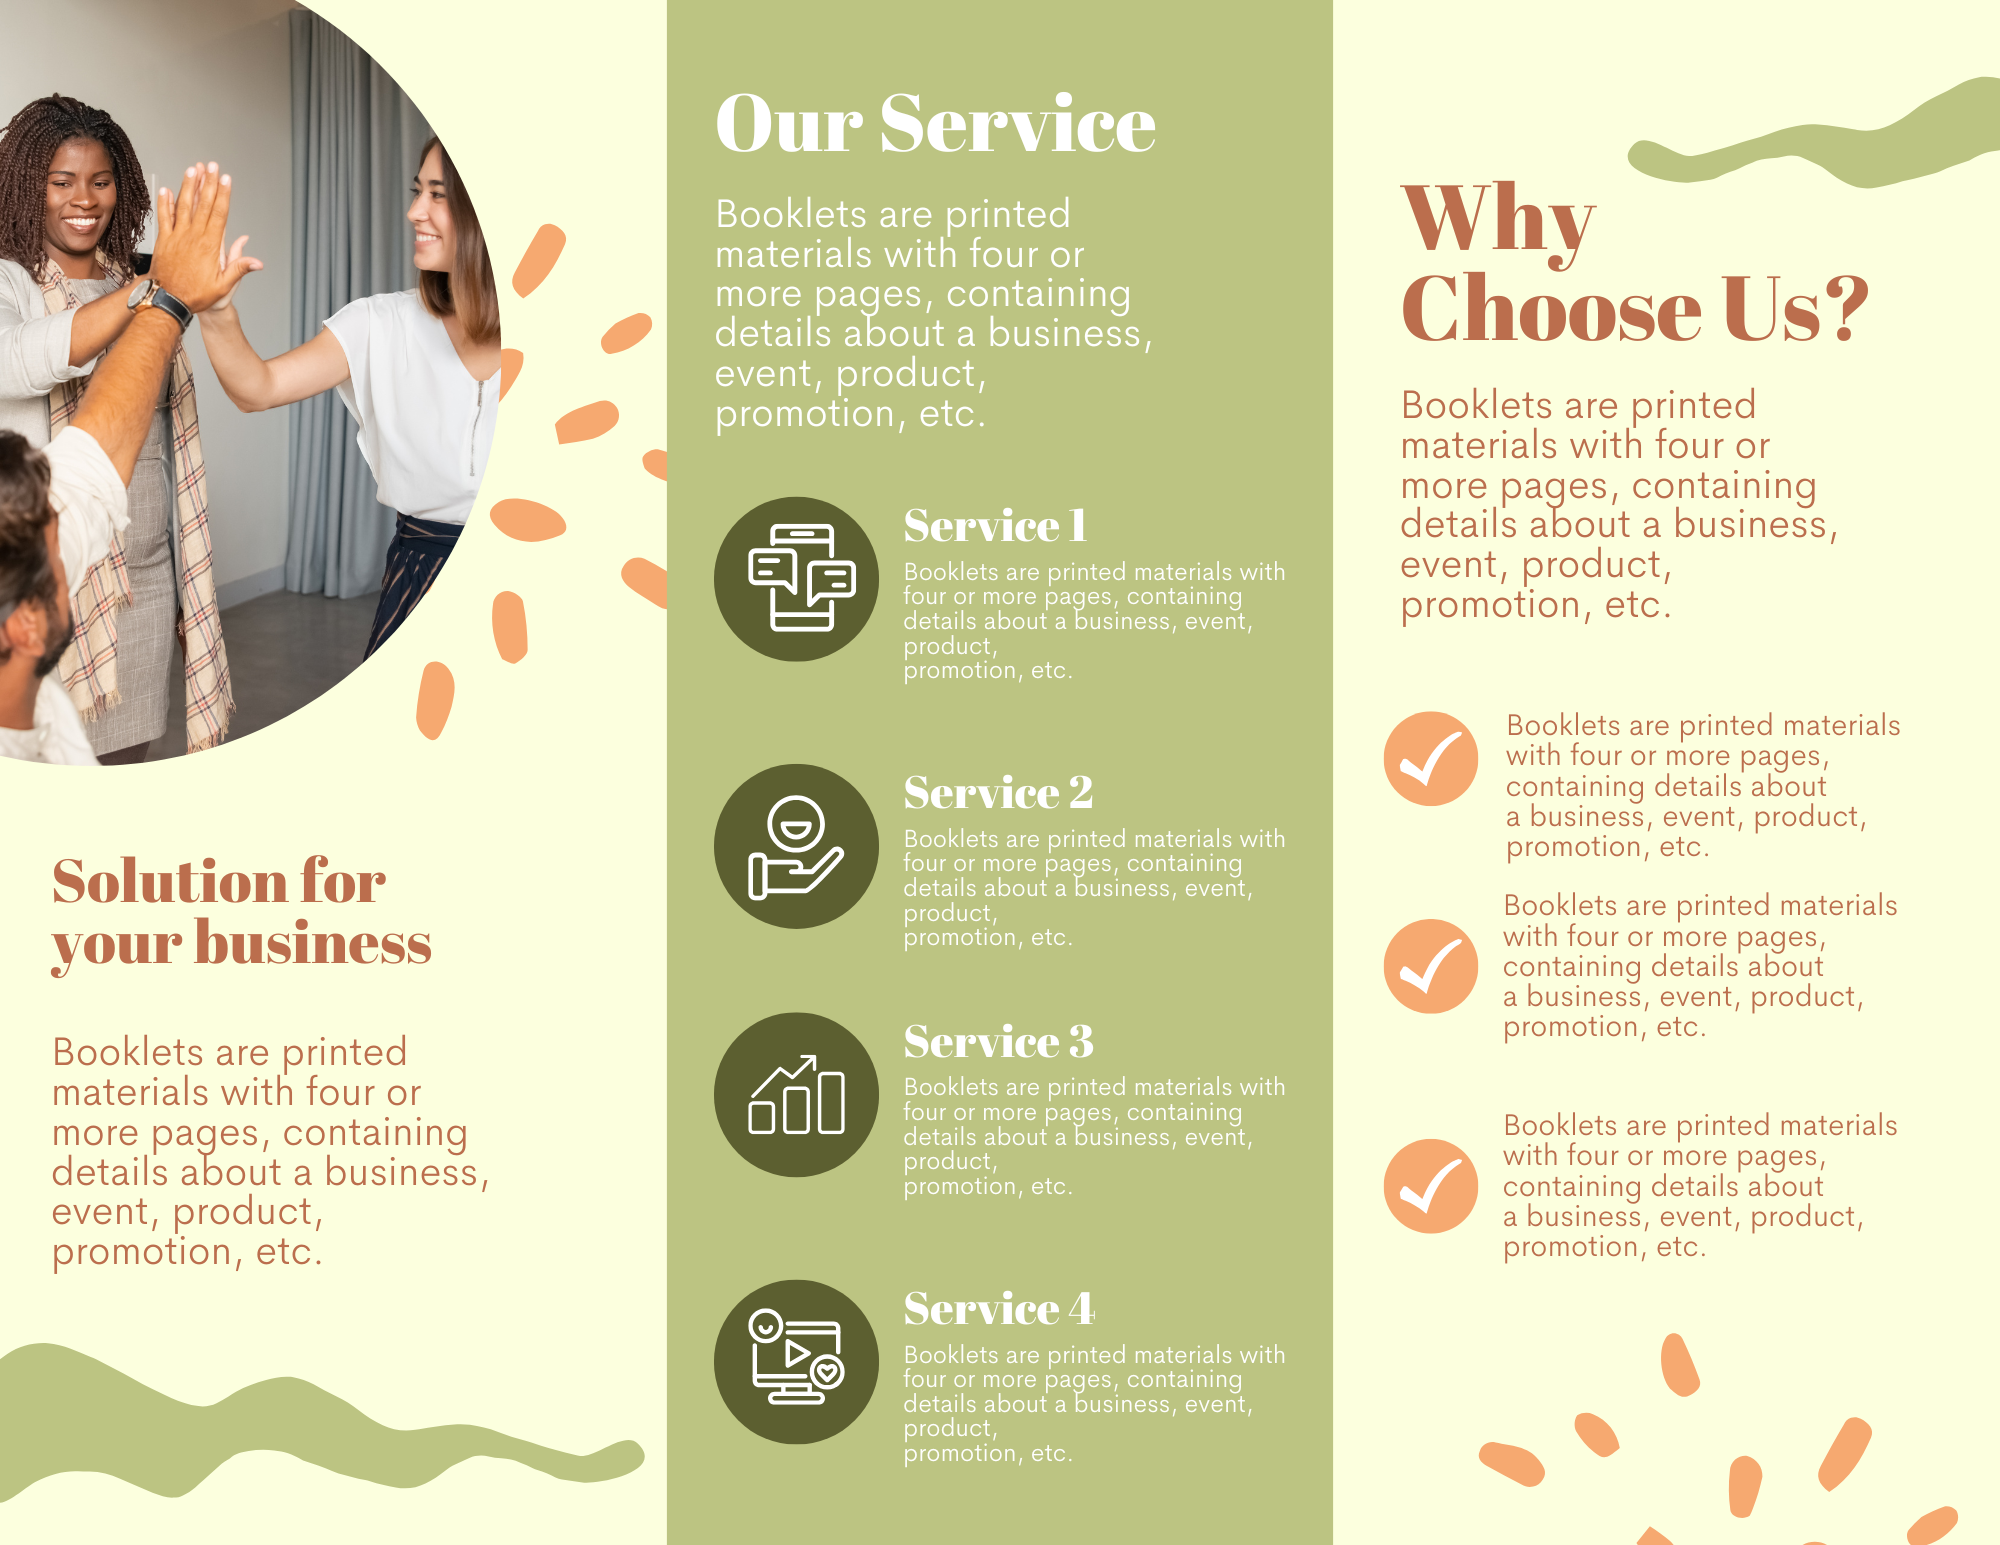 Solution for
your business
Booklets are printed
materials with four or
more pages, containing
details about a business,
event, product,
promotion, etc.
Our Service
Booklets are printed
materials with four or
more pages, containing
details about a business,
event, product,
promotion, etc.
Service 1
Booklets are printed materials with
four or more pages, containing
details about a business, event,
product,
promotion, etc.
Service 2
Booklets are printed materials with
four or more pages, containing
details about a business, event,
product,
promotion, etc.
Service 3
Booklets are printed materials with
four or more pages, containing
details about a business, event,
product,
promotion, etc.
Service 4
Booklets are printed materials with
four or more pages, containing
details about a business, event,
product,
promotion, etc.
Why
Choose Us?
Booklets are printed
materials with four or
more pages, containing
details about a business,
event, product,
promotion, etc.
Booklets are printed materials
with four or more pages,
containing details about
a business, event, product,
promotion, etc.
Booklets are printed materials
with four or more pages,
containing details about
a business, event, product,
promotion, etc.
Booklets are printed materials
with four or more pages,
containing details about
a business, event, product,
promotion, etc.